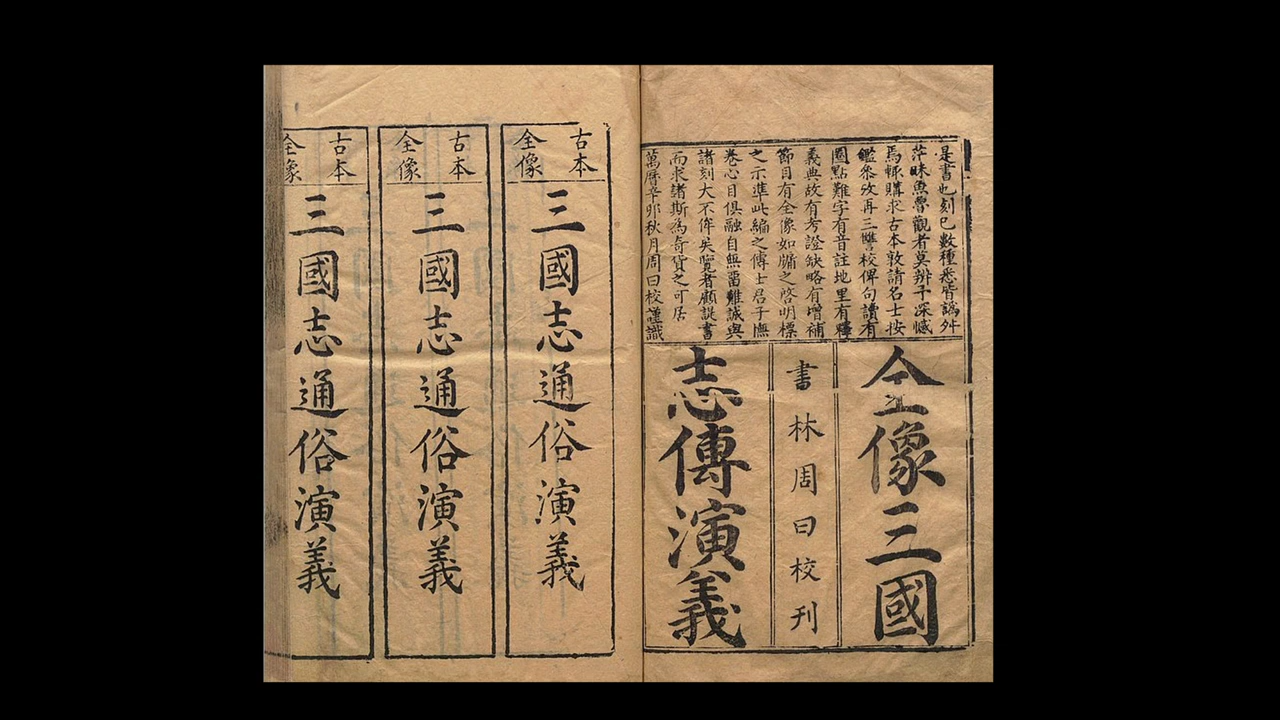 是書也刻已數種悉皆譌舛
茫昧魚魯觀者莫辨予深憾
焉輒購求古本敦請名士按
鑑參攷再三讐校俾句讀有
圈點難字有音註地里有釋
義典故有考證缺略有增補
節目有全像如牖之啓明標
之示準此編之傳士君子撫
卷心目俱融自無留難誠與
諸刻大不侔矣覽者顧諟書
而求諸斯為奇貨之可居
萬曆辛卯秋月周曰校謹識
全像三國
書林周曰校刊
志傳演義
古本
全像
三國志通俗演義
古本
全像
三國志通俗演義
古本
全像
三國志通俗演義